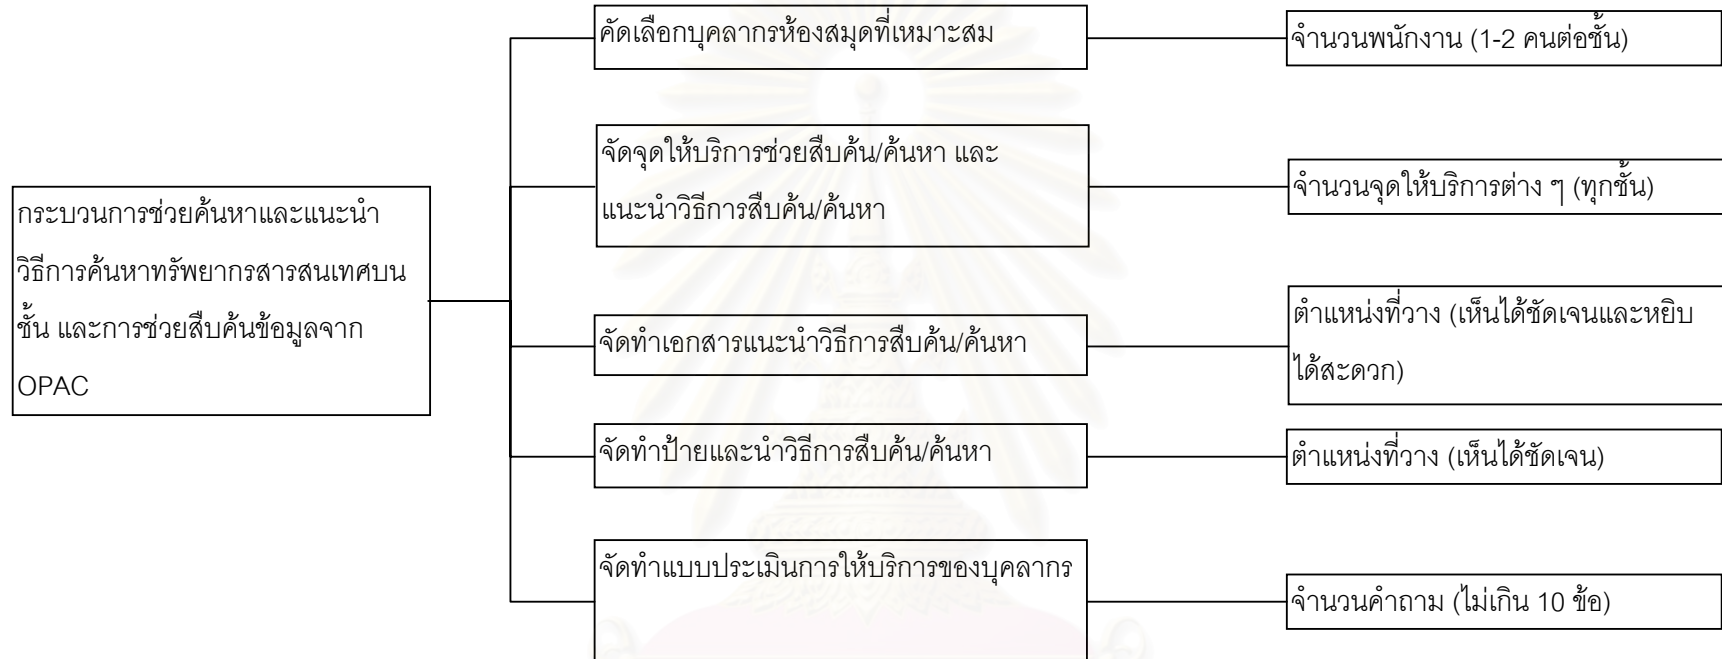 กระบวนการช่วยค้นหาและแนะนำ
วิธีการค้นหาทรัพยากรสารสนเทศบน
ชั้น และการช่วยสืบค้นข้อมูลจาก
OPAC
คัดเลือกบุคลากรห้องสมุดที่เหมาะสม
จำนวนพนักงาน (1-2 คนต่อชั้น)
จัดจุดให้บริการช่วยสืบค้น/ค้นหา และ
แนะนำวิธีการสืบค้น/ค้นหา
จำนวนจุดให้บริการต่าง ๆ (ทุกชั้น)
จัดทำเอกสารแนะนำวิธีการสืบค้น/ค้นหา
ตำแหน่งที่วาง (เห็นได้ชัดเจนและหยิบ
ได้สะดวก)
จัดทำป้ายและนำวิธีการสืบค้น/ค้นหา
ตำแหน่งที่วาง (เห็นได้ชัดเจน)
จัดทำแบบประเมินการให้บริการของบุคลากร
จำนวนคำถาม (ไม่เกิน 10 ข้อ)